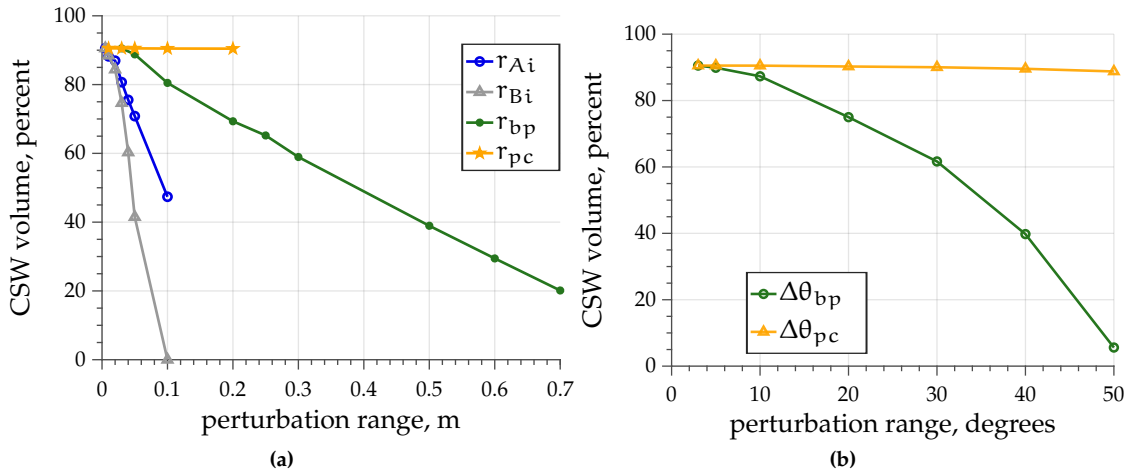 100
80
60
40
20
0
CSW volume, percent
r_Ai
r_Bi
r_bp
r_pc
0 0.1 0.2 0.3 0.4 0.5 0.6 0.7
perturbation range, m
(a)
100
80
60
40
20
0
CSW volume, percent
Δθ_bp
Δθ_pc
0 10 20 30 40 50
perturbation range, degrees
(b)